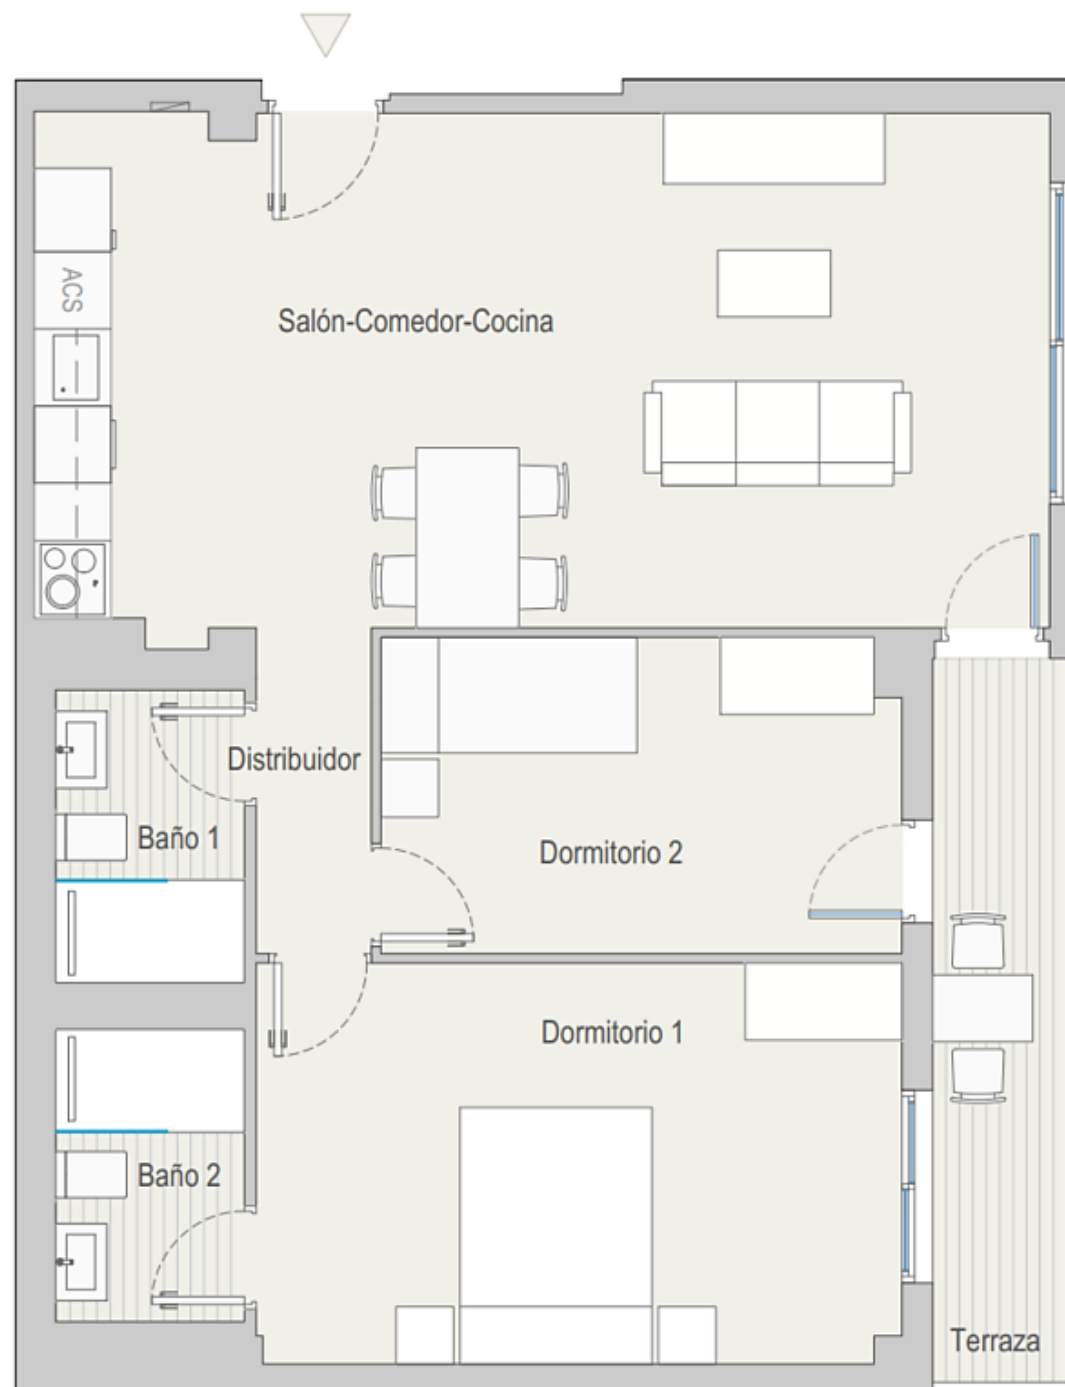 ACS
Salón-Comedor-Cocina
Distribuidor
Baño 1
Dormitorio 2
Dormitorio 1
Baño 2
Terraza